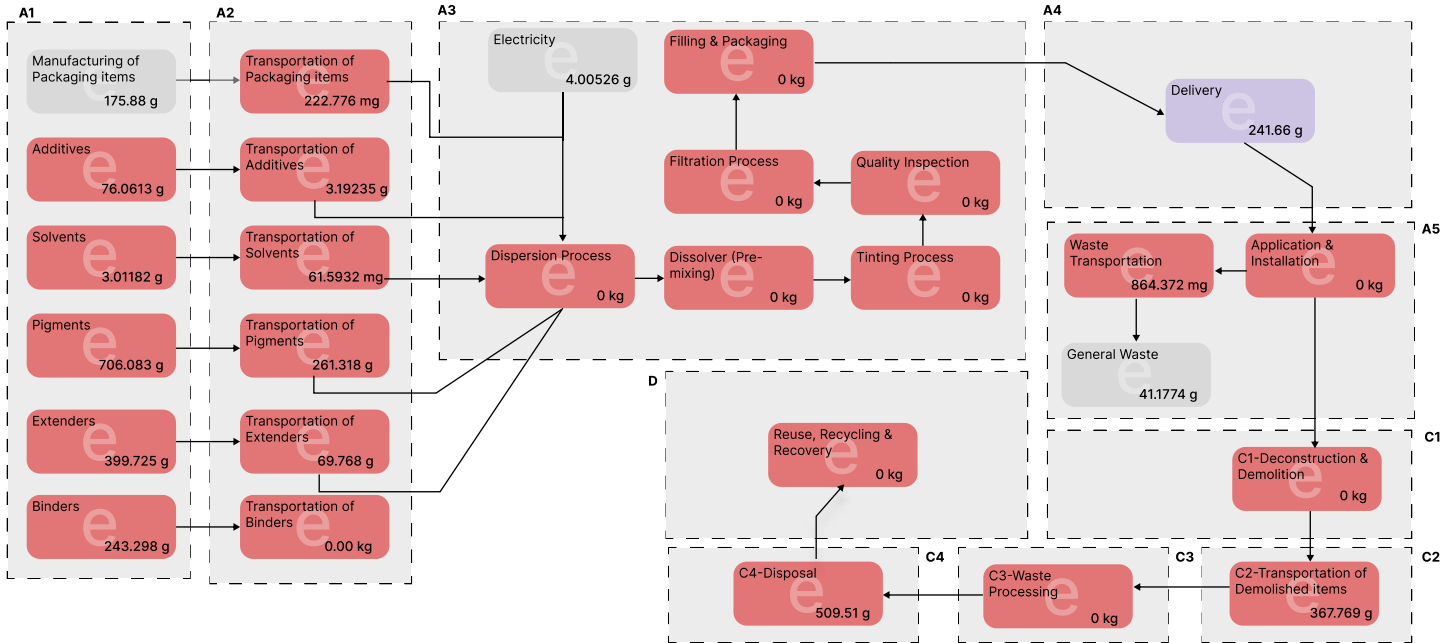 A1
Manufacturing of
Packaging items
175.88 g
Additives
76.0613 g
Solvents
3.01182 g
Pigments
706.083 g
Extenders
399.725 g
Binders
243.298 g
A2
Transportation of
Packaging items
222.776 mg
Transportation of
Additives
3.19235 g
Transportation of
Solvents
61.5932 mg
Transportation of
Pigments
261.318 g
Transportation of
Extenders
69.768 g
Transportation of
Binders
0.00 kg
A3
Electricity
4.00526 g
Filling & Packaging
0 kg
Filtration Process
0 kg
Quality Inspection
0 kg
Dispersion Process
0 kg
Dissolver (Pre-
mixing)
0 kg
Tinting Process
0 kg
A4
Delivery
241.66 g
A5
Waste
Transportation
864.372 mg
Application &
Installation
0 kg
General Waste
41.1774 g
C1
C1-Deconstruction &
Demolition
0 kg
C2
C2-Transportation of
Demolished items
367.769 g
C3
C3-Waste
Processing
0 kg
C4
C4-Disposal
509.51 g
D
Reuse, Recycling &
Recovery
0 kg